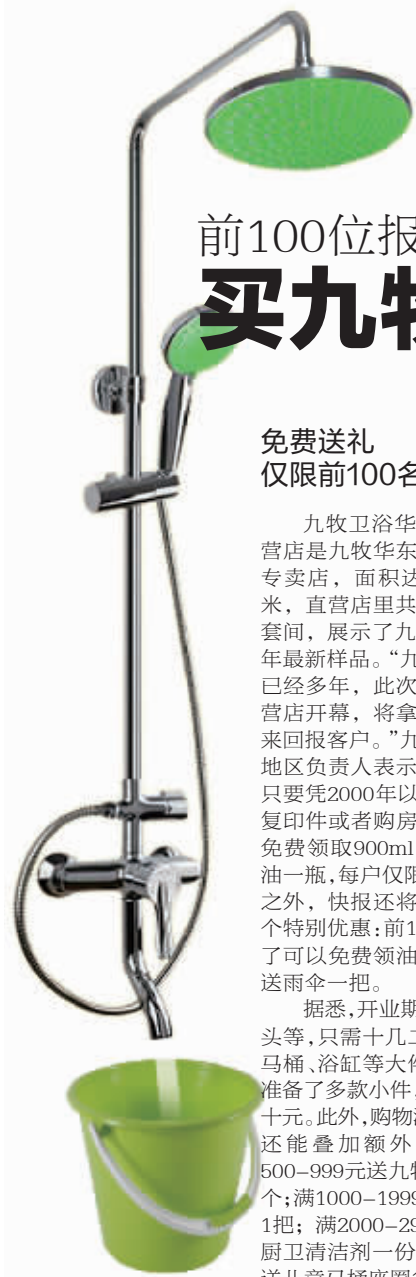 前100位报
买九牧
免费送礼
仅限前100名
九牧卫浴华
营店是九牧华东
专卖店，面积达
米，直营店里共
套间，展示了九
年最新样品。“九
已经多年，此次
营店开幕，将拿
来回报客户。”九
地区负责人表示
只要凭2000年以
复印件或者购房
免费领取900ml
油一瓶，每户仅限
之外，快报还将
个特别优惠：前1
了可以免费领油
送雨伞一把。
据悉，开业期
头等，只需十几二
马桶、浴缸等大件
准备了多款小件，
十元。此外，购物
还能叠加额外
500-999元送九牧
个；满1000-1999
1把；满2000-29
厨卫清洁剂一份